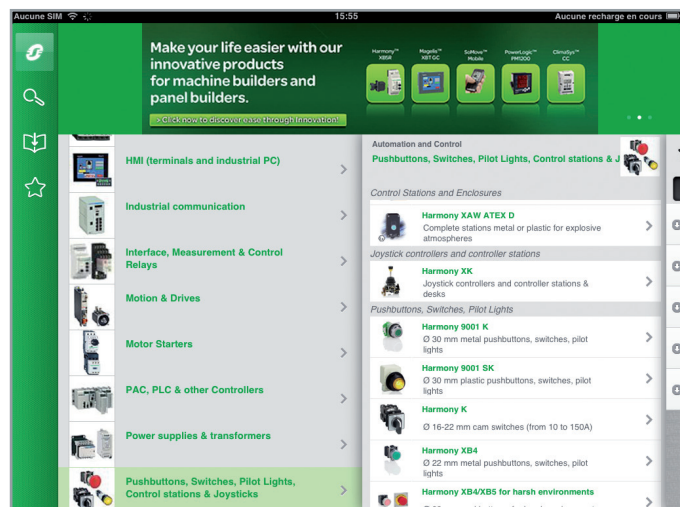 Aucune SIM
15:55
Aucune recharge en cours
Make your life easier with our
innovative products
for machine builders and
panel builders.
>Click now to discover ease through Innovation!
Harmony™
XB5R
Magelis™
XBT GC
SoMove™
Mobile
PowerLogic™
PM1200
ClimaSys™
CC
HMI (terminals and industrial PC)
Industrial communication
Interface, Measurement & Control
Relays
Motion & Drives
Motor Starters
PAC, PLC & other Controllers
Power supplies & transformers
Pushbuttons, Switches, Pilot Lights,
Control stations & Joysticks
Automation and Control
Pushbuttons, Switches, Pilot Lights, Control stations & J
Control Stations and Enclosures
Harmony XAW ATEX D
Complete stations metal or plastic for explosive
atmospheres
Joystick controllers and controller stations
Harmony XK
Joystick controllers and controller stations &
desks
Pushbuttons, Switches, Pilot Lights
Harmony 9001 K
Ø 30 mm metal pushbuttons, switches, pilot
lights
Harmony 9001 SK
Ø 30 mm plastic pushbuttons, switches, pilot
lights
Harmony K
Ø 16-22 mm cam switches (from 10 to 150A)
Harmony XB4
Ø 22 mm metal pushbuttons, switches, pilot
lights
Harmony XB4/XB5 for harsh environments